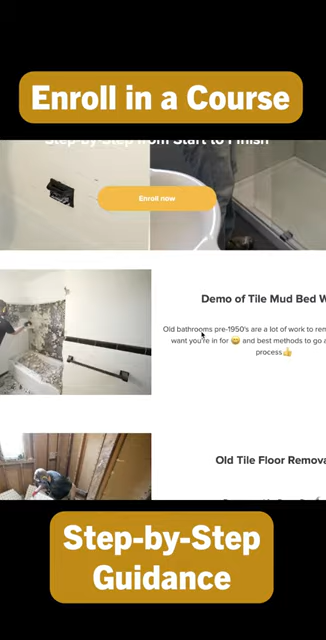 Enroll in a Course
Step-by-Step from Start to Finish
Enroll now
Demo of Tile Mud Bed W
Old bathrooms pre-1950's are a lot of work to rem
want you're in for 😀 and best methods to go a
process👍
Old Tile Floor Remova
Step-by-Step
Guidance